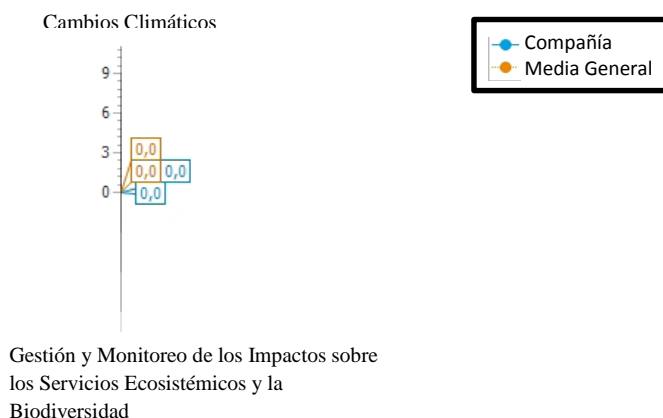 Cambios Climáticos
Compañía
Media General
9
6
3
0,0
0,0 0,0
0
0,0
Gestión y Monitoreo de los Impactos sobre
los Servicios Ecosistémicos y la
Biodiversidad